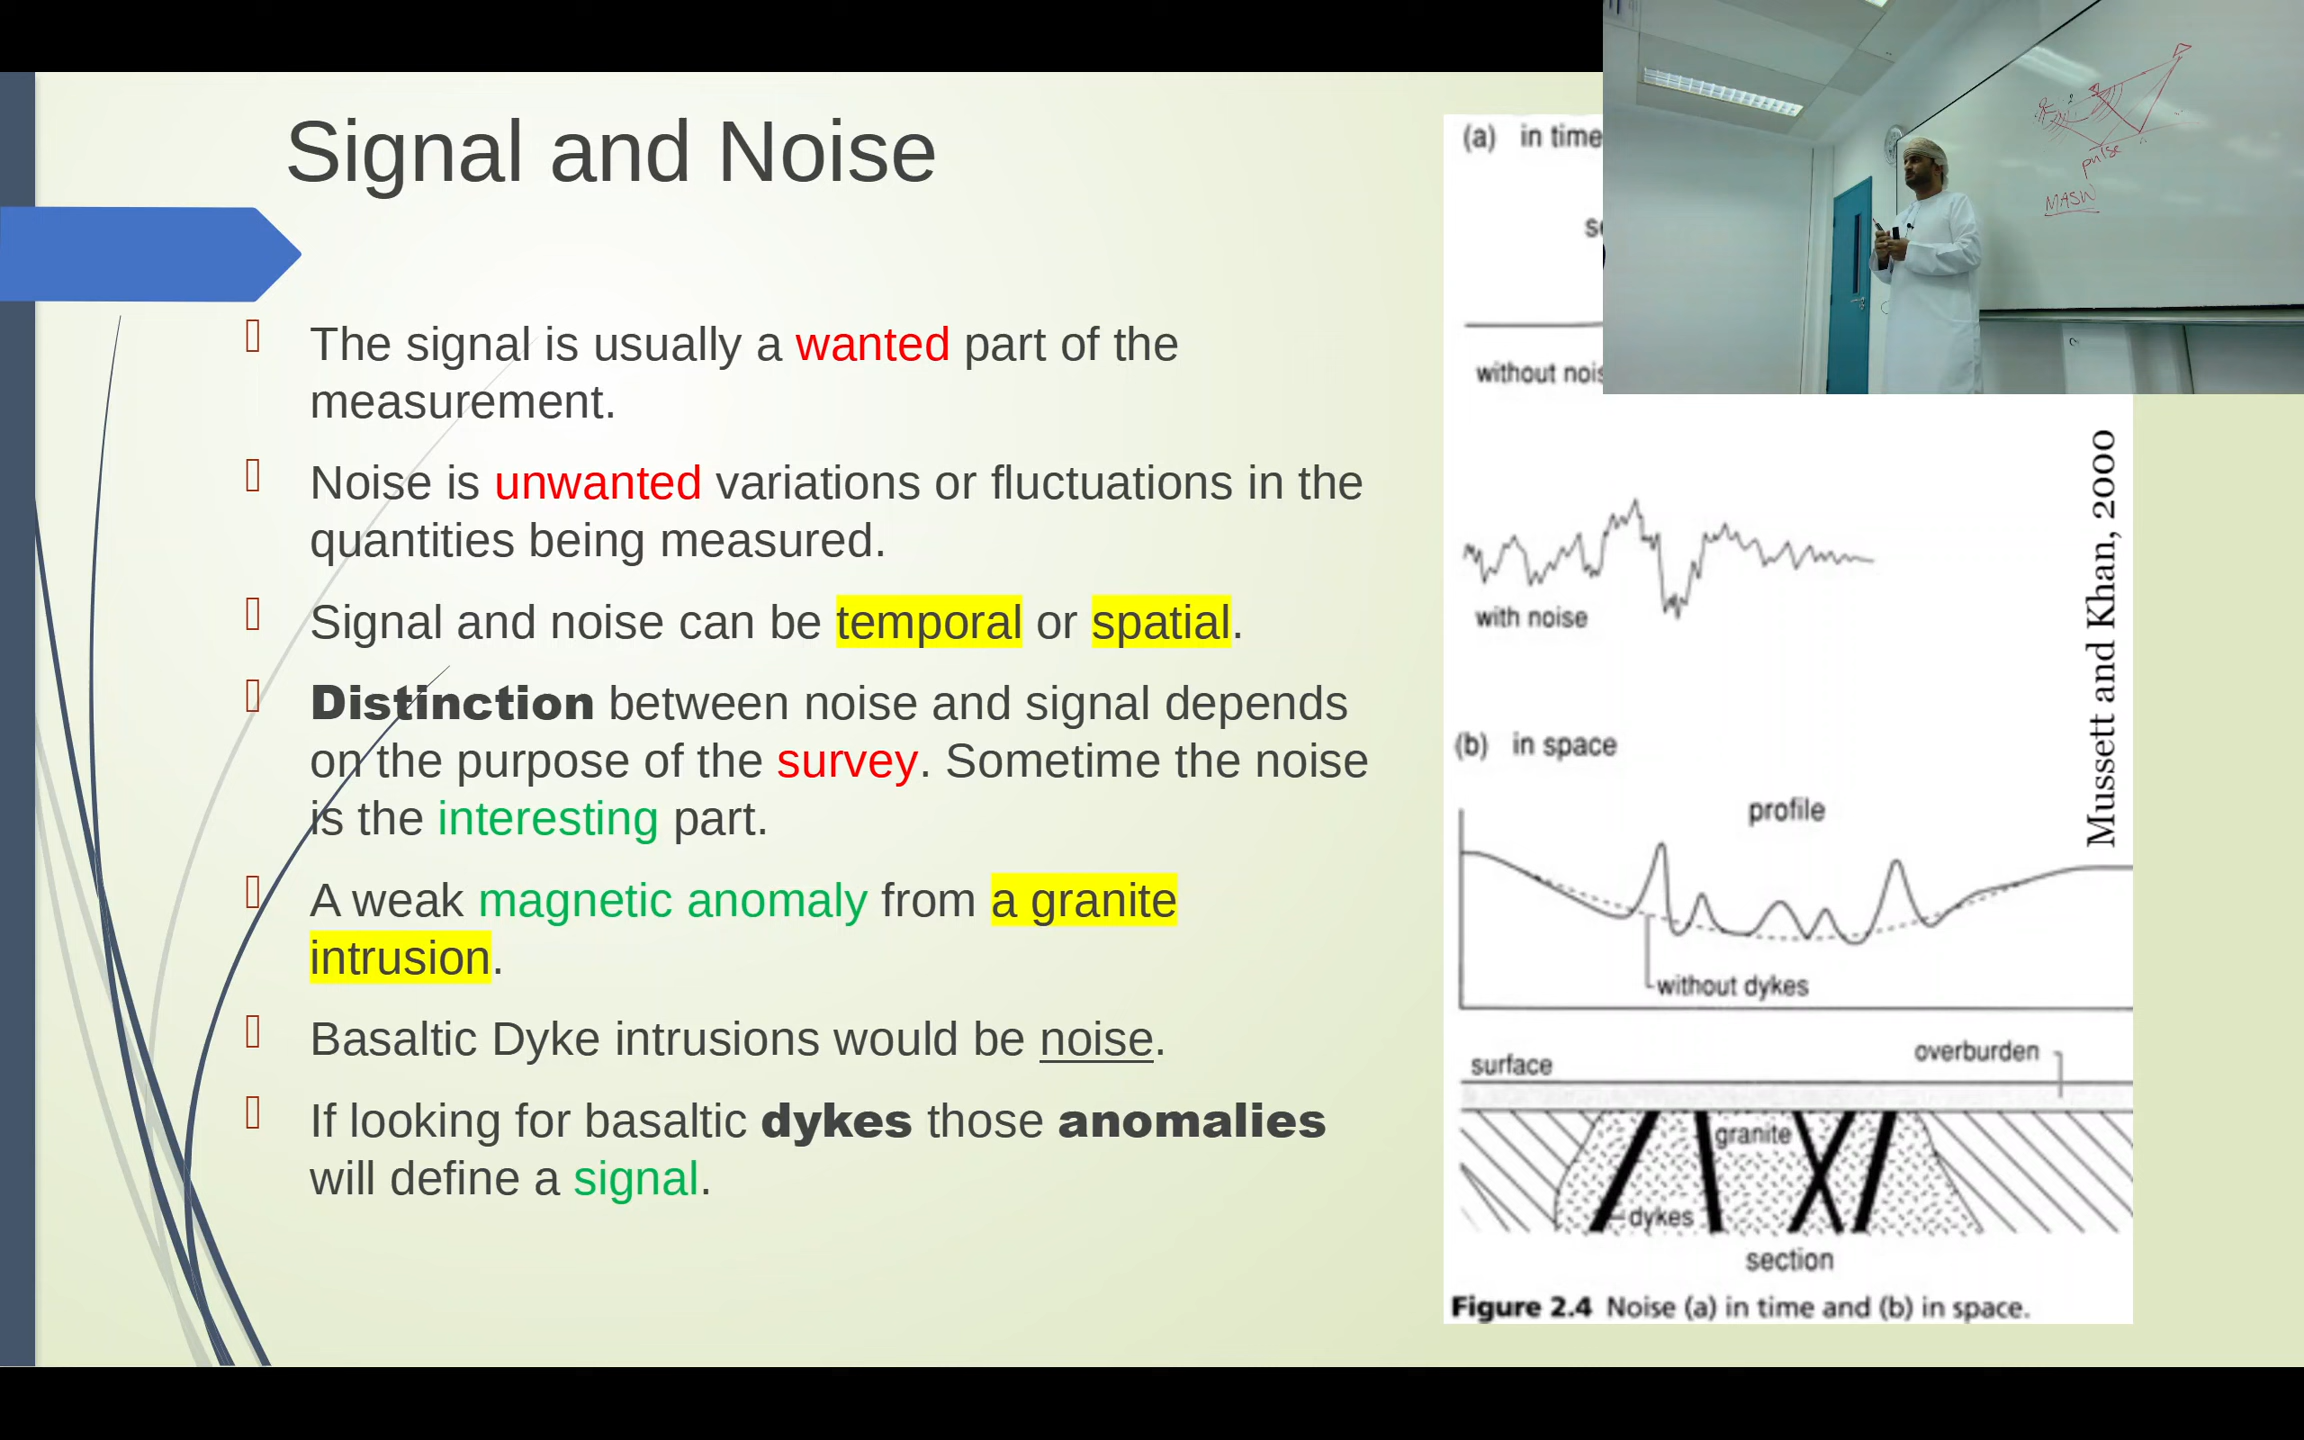 Signal and Noise
The signal is usually a wanted part of the
measurement.
Noise is unwanted variations or fluctuations in the
quantities being measured.
Signal and noise can be temporal or spatial.
Distinction between noise and signal depends
on the purpose of the survey. Sometime the noise
is the interesting part.
A weak magnetic anomaly from a granite
intrusion.
Basaltic Dyke intrusions would be noise.
If looking for basaltic dykes those anomalies
will define a signal.
(a) in time
without nois
with noise
(b) in space
profile
without dykes
surface
overburden
granite
dykes
section
Figure 2.4 Noise (a) in time and (b) in space.
Mussett and Khan, 2000
pulse
MASW